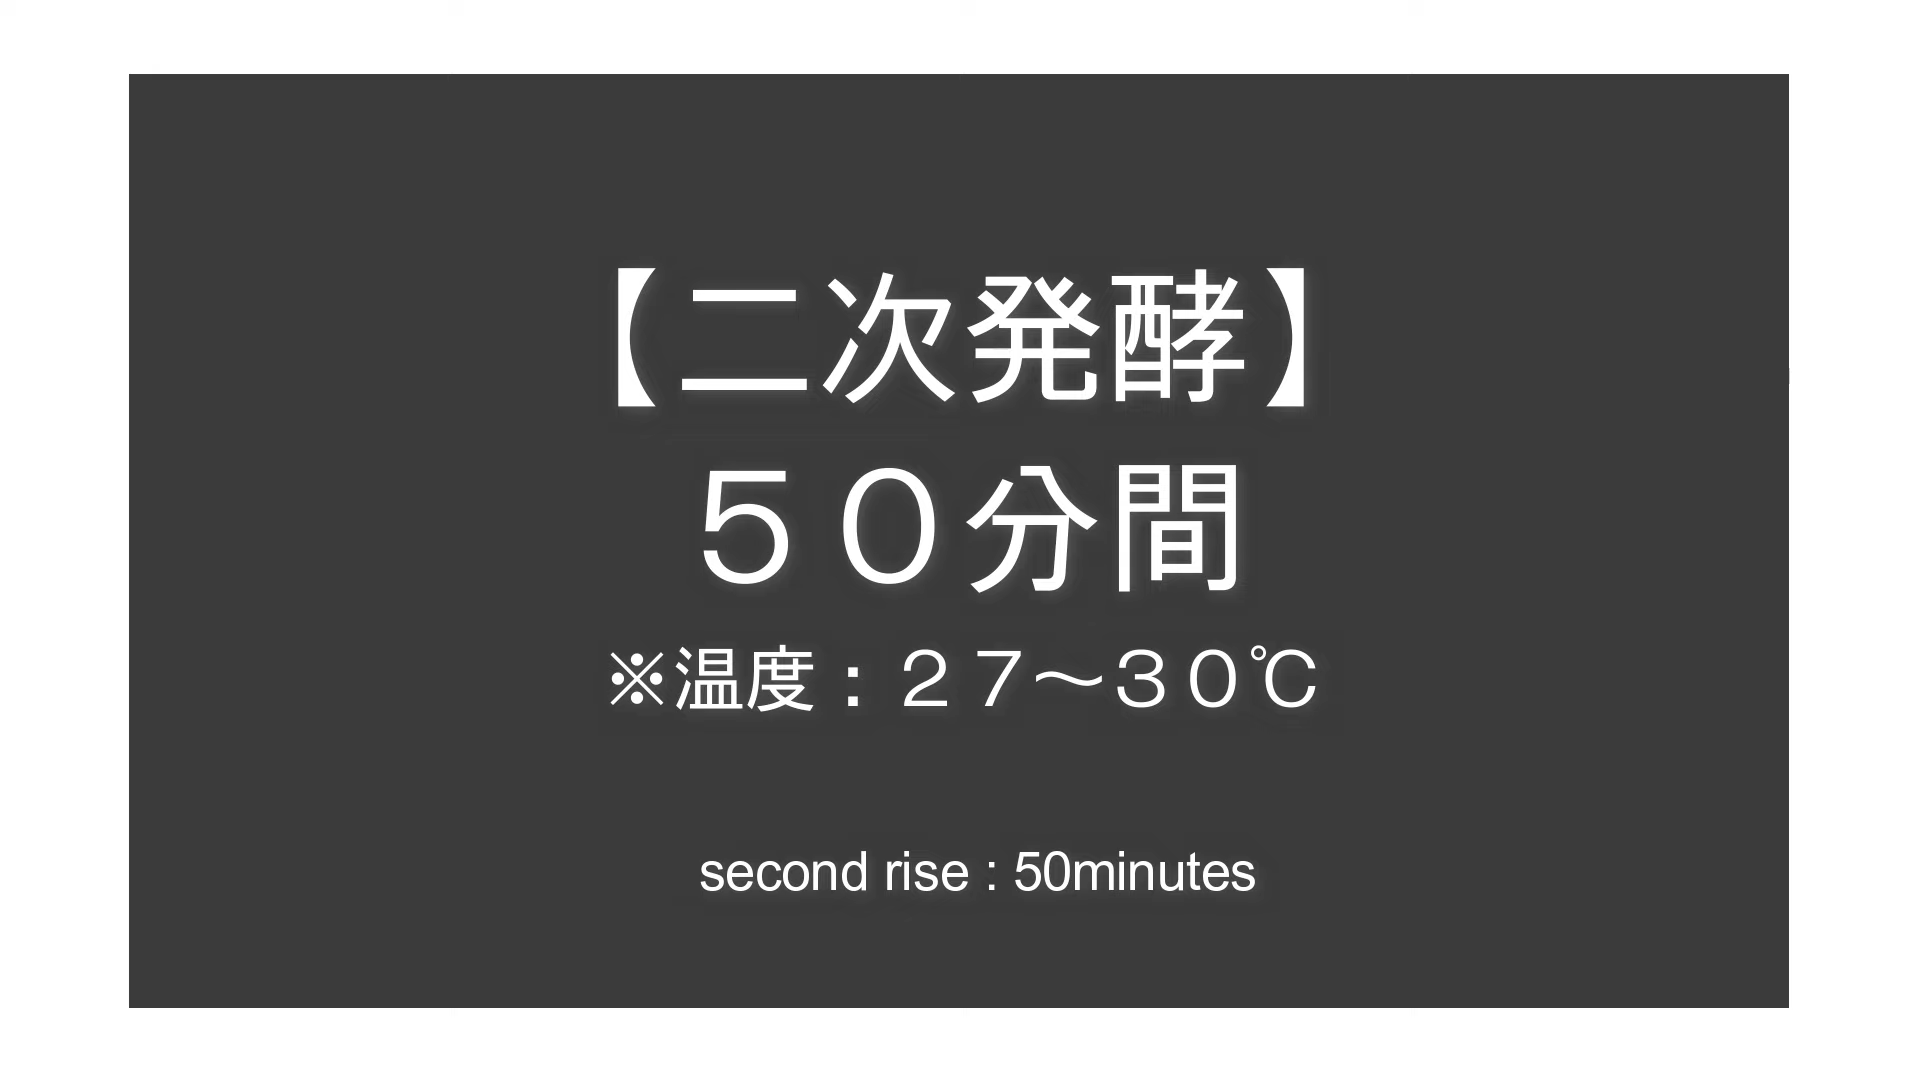 【二次発酵】
５０分間
※温度：２７～３０℃
second rise : 50minutes